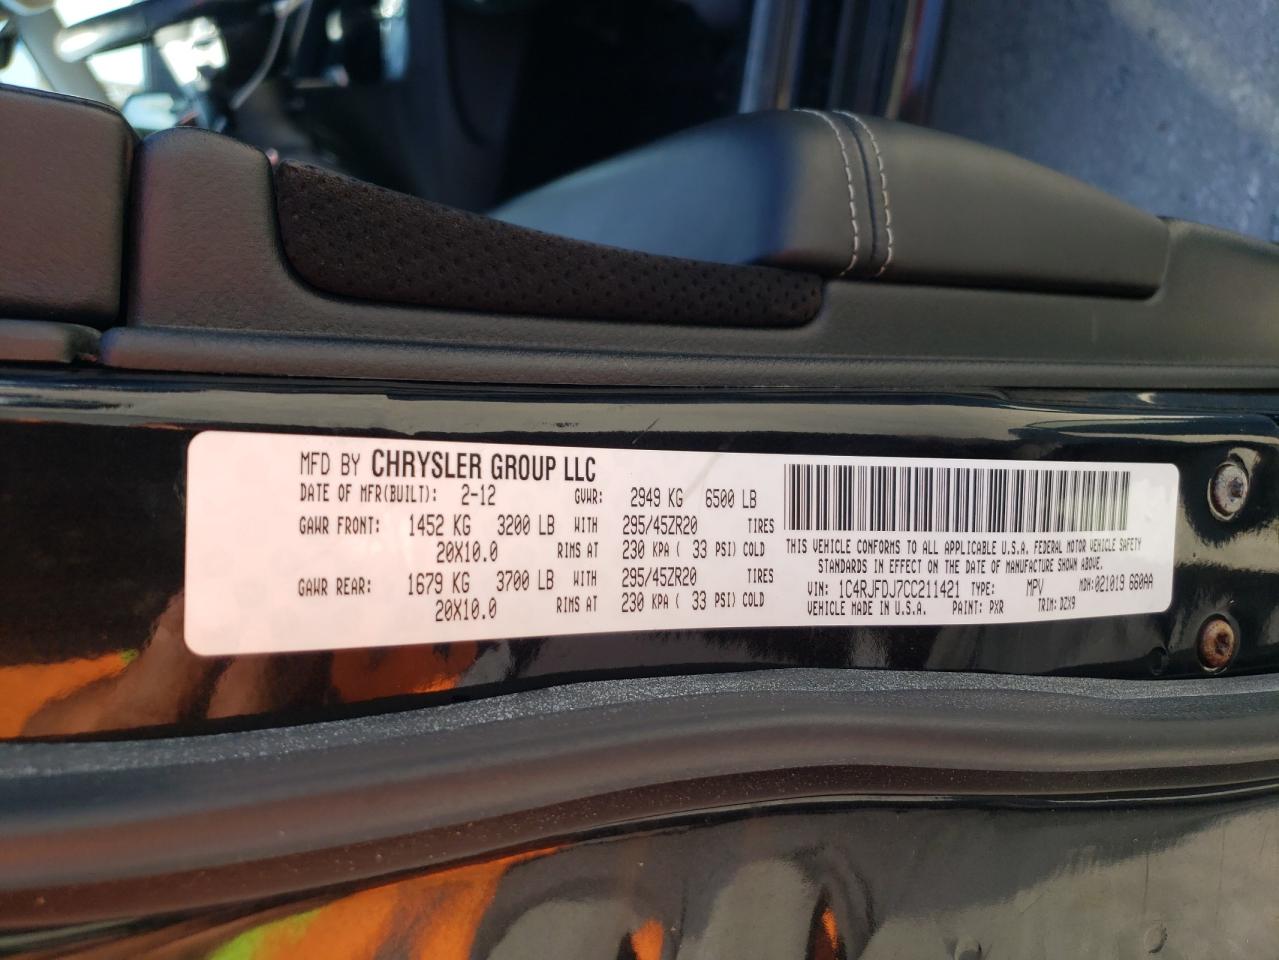 MFD BY CHRYSLER GROUP LLC
DATE OF MFR(BUILT): 2-12 GVWR: 2949 KG 6500 LB
GAWR FRONT: 1452 KG 3200 LB WITH 295/45ZR20 TIRES
20X10.0 RIMS AT 230 KPA ( 33 PSI) COLD
GAWR REAR: 1679 KG 3700 LB WITH 295/45ZR20 TIRES
20X10.0 RIMS AT 230 KPA ( 33 PSI) COLD
THIS VEHICLE CONFORMS TO ALL APPLICABLE U.S.A. FEDERAL MOTOR VEHICLE SAFETY
STANDARDS IN EFFECT ON THE DATE OF MANUFACTURE SHOWN ABOVE.
VIN: 1C4RJFDJ7CC211421 TYPE: MPV MDH:021019 660AA
VEHICLE MADE IN U.S.A. PAINT: PXR TRIM: DZX9